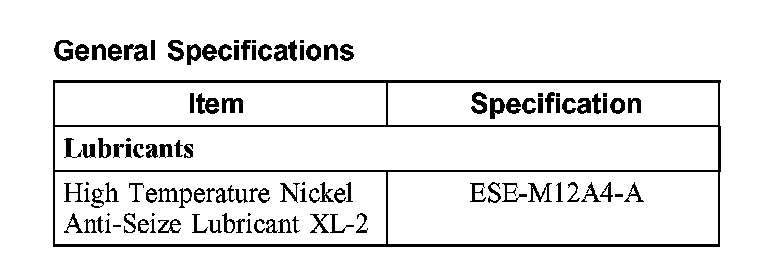 General Specifications
Item Specification
Lubricants
High Temperature Nickel ESE-M12A4-A
Anti-Seize Lubricant XL-2